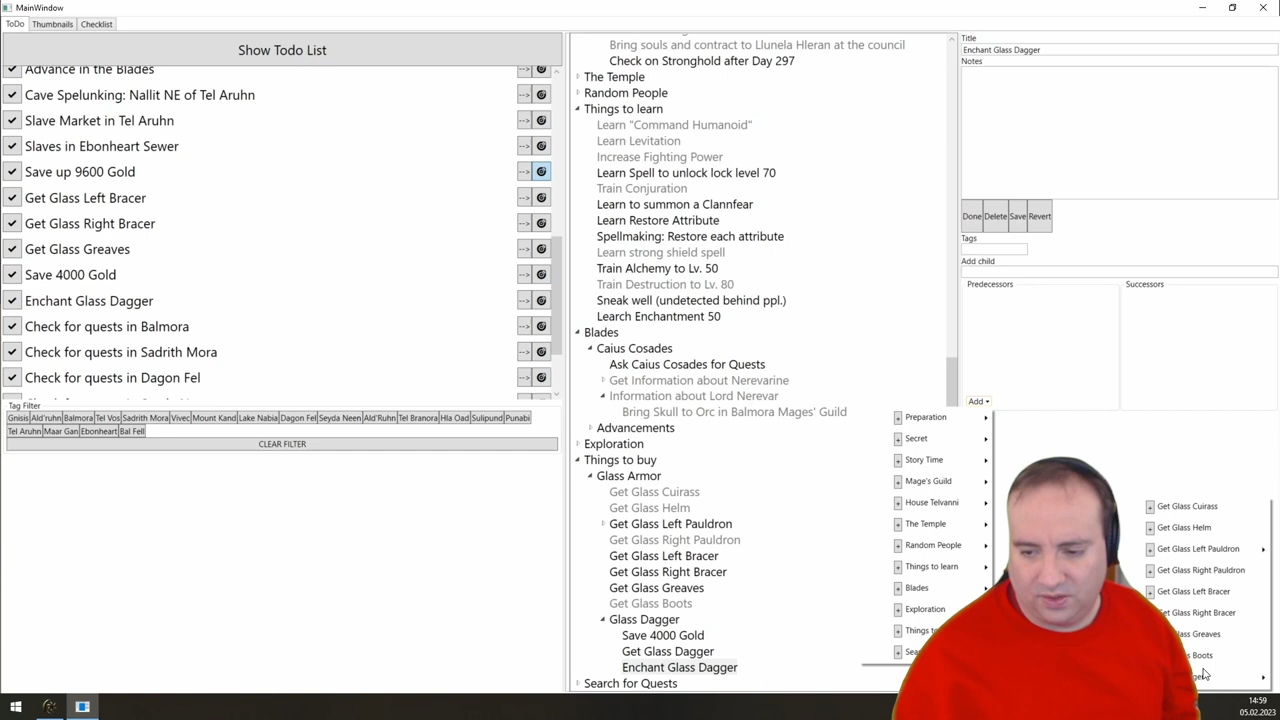 MainWindow
ToDo Thumbnails Checklist
Show Todo List
Advance in the Blades -->
Cave Spelunking: Nallit NE of Tel Aruhn -->
Slave Market in Tel Aruhn -->
Slaves in Ebonheart Sewer -->
Save up 9600 Gold -->
Get Glass Left Bracer -->
Get Glass Right Bracer -->
Get Glass Greaves -->
Save 4000 Gold -->
Enchant Glass Dagger -->
Check for quests in Balmora -->
Check for quests in Sadrith Mora -->
Check for quests in Dagon Fel -->
Tag Filter
Gnisis Ald'ruhn Balmora Tel Vos Sadrith Mora Vivec Mount Kand Lake Nabia Dagon Fel Seyda Neen Ald'Ruhn Tel Branora Hla Oad Sulipund Punabi
Tel Aruhn Maar Gan Ebonheart Bal Fell
CLEAR FILTER
Bring souls and contract to Llunela Hleran at the council
Check on Stronghold after Day 297
The Temple
Random People
Things to learn
Learn "Command Humanoid"
Learn Levitation
Increase Fighting Power
Learn Spell to unlock lock level 70
Train Conjuration
Learn to summon a Clannfear
Learn Restore Attribute
Spellmaking: Restore each attribute
Learn strong shield spell
Train Alchemy to Lv. 50
Train Destruction to Lv. 80
Sneak well (undetected behind ppl.)
Learch Enchantment 50
Blades
Caius Cosades
Ask Caius Cosades for Quests
Get Information about Nerevarine
Information about Lord Nerevar
Bring Skull to Orc in Balmora Mages' Guild
Advancements
Exploration
Things to buy
Glass Armor
Get Glass Cuirass
Get Glass Helm
Get Glass Left Pauldron
Get Glass Right Pauldron
Get Glass Left Bracer
Get Glass Right Bracer
Get Glass Greaves
Get Glass Boots
Glass Dagger
Save 4000 Gold
Get Glass Dagger
Enchant Glass Dagger
Search for Quests
Title
Enchant Glass Dagger
Notes
Done Delete Save Revert
Tags
Add child
Predecessors Successors
Add
Preparation
Secret
Story Time
Mage's Guild
House Telvanni
The Temple
Random People
Things to learn
Blades
Exploration
Things to
Get Glass Cuirass
Get Glass Helm
Get Glass Left Pauldron
Get Glass Right Pauldron
Get Glass Left Bracer
Get Glass Right Bracer
Greaves
Boots
14:59
05.02.2023